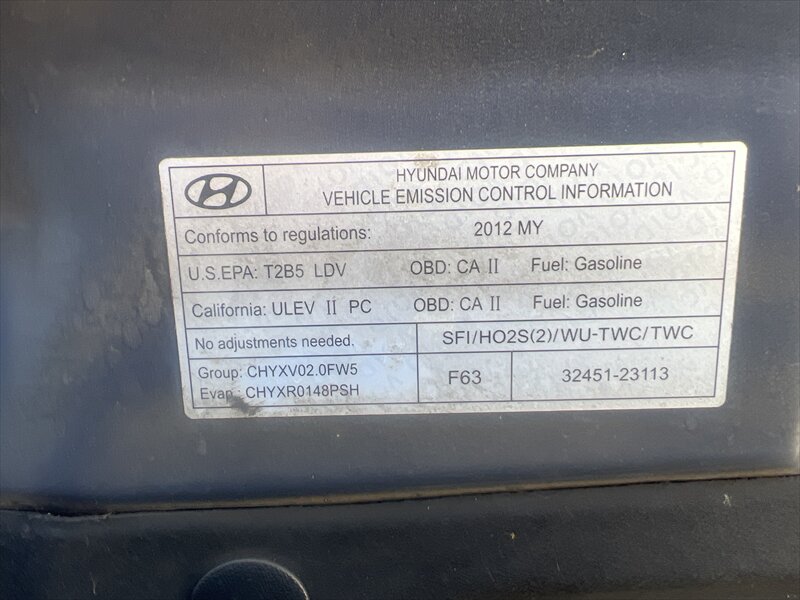 HYUNDAI MOTOR COMPANY
VEHICLE EMISSION CONTROL INFORMATION
Conforms to regulations: 2012 MY
U.S.EPA: T2B5 LDV OBD: CA II Fuel: Gasoline
California: ULEV II PC OBD: CA II Fuel: Gasoline
No adjustments needed. SFI/HO2S(2)/WU-TWC/TWC
Group: CHYXV02.0FW5
Evap.: CHYXR0148PSH
F63 32451-23113